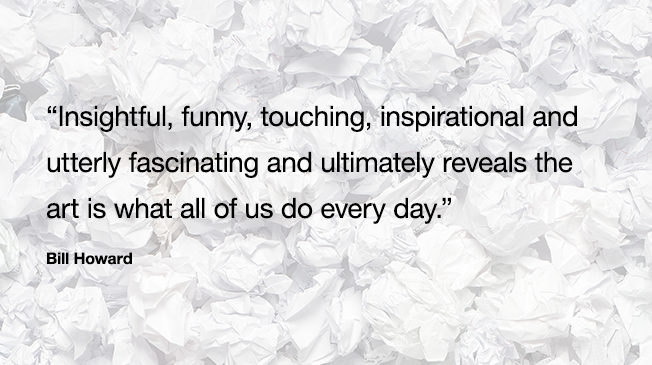 “Insightful, funny, touching, inspirational and
utterly fascinating and ultimately reveals the
art is what all of us do every day.”
Bill Howard